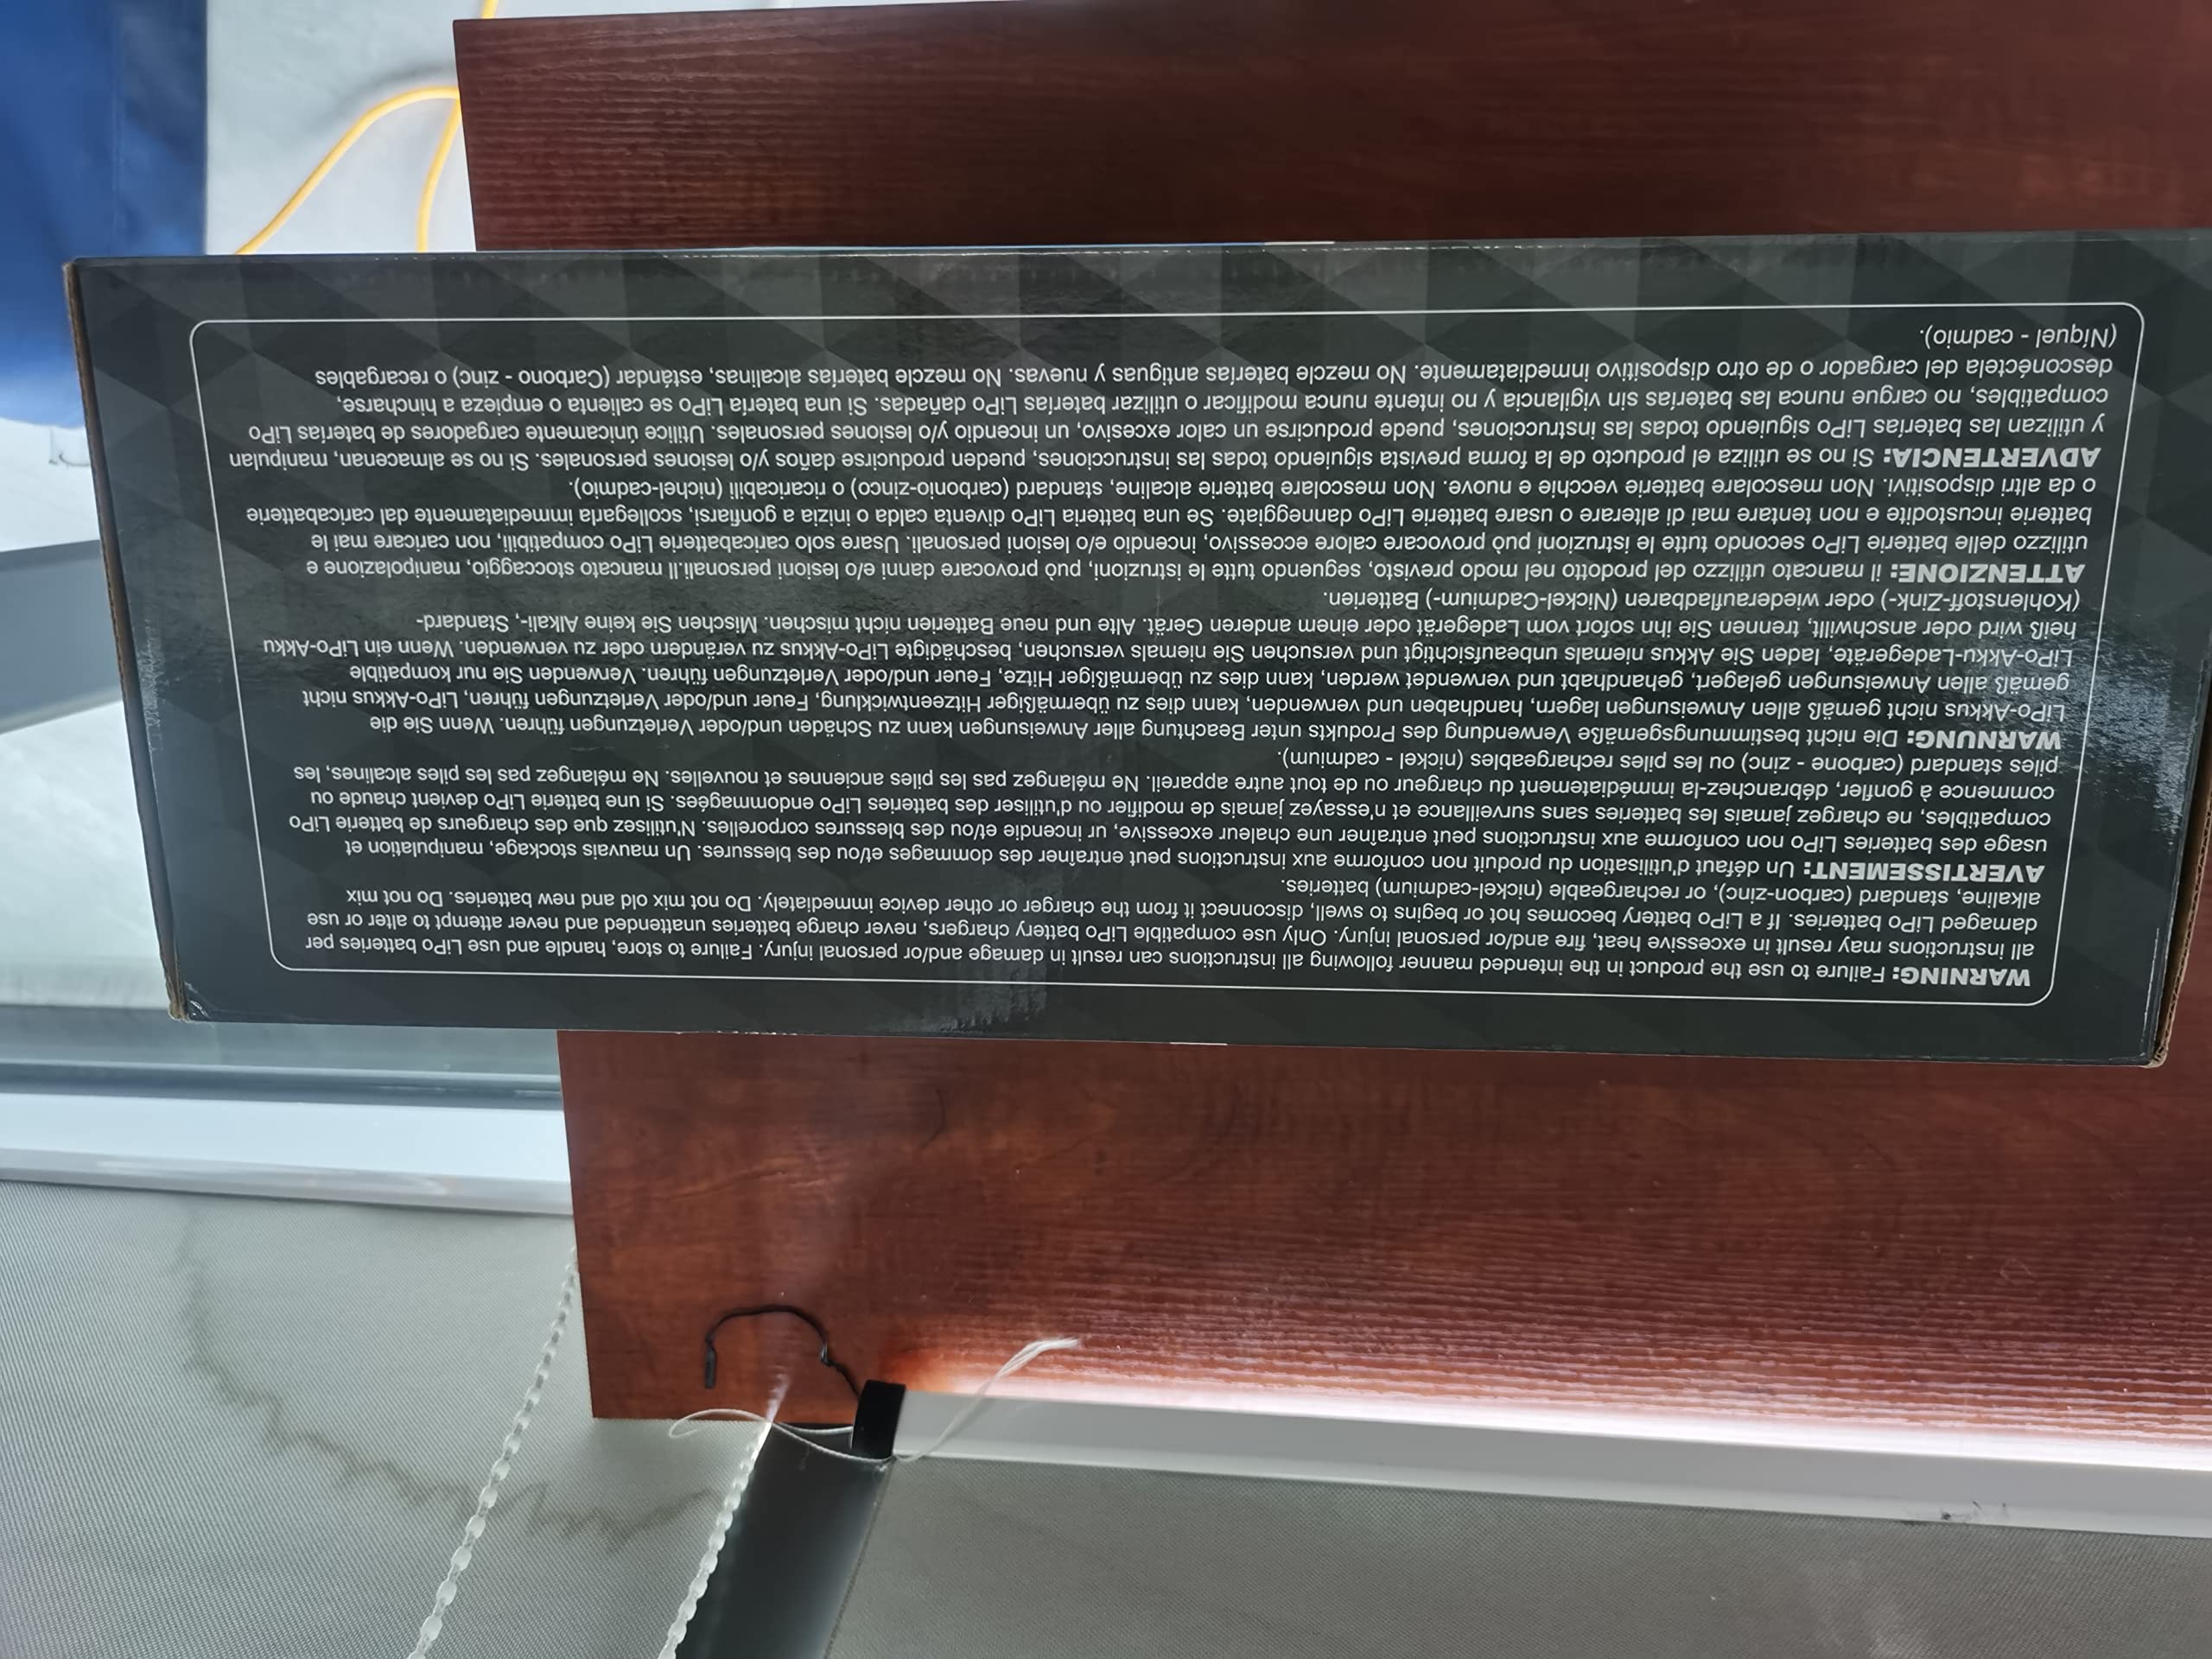 WARNING: Failure to use the product in the intended manner following all instructions can result in damage and/or personal injury. Failure to store, handle and use LiPo batteries per
all instructions may result in excessive heat, fire and/or personal injury. Only use compatible LiPo battery chargers, never charge batteries unattended and never attempt to alter or use
damaged LiPo batteries. If a LiPo battery becomes hot or begins to swell, disconnect it from the charger or other device immediately. Do not mix old and new batteries. Do not mix
alkaline, standard (carbon-zinc), or rechargeable (nickel-cadmium) batteries.
AVERTISSEMENT: Un défaut d'utilisation du produit non conforme aux instructions peut entraîner des dommages et/ou des blessures. Un mauvais stockage, manipulation et
usage des batteries LiPo non conforme aux instructions peut entraîner une chaleur excessive, ur incendie et/ou des blessures corporelles. N'utilisez que des chargeurs de batterie LiPo
compatibles, ne chargez jamais les batteries sans surveillance et n'essayez jamais de modifier ou d'utiliser des batteries LiPo endommagées. Si une batterie LiPo devient chaude ou
commence à gonfler, débranchez-la immédiatement du chargeur ou de tout autre appareil. Ne mélangez pas les piles anciennes et nouvelles. Ne mélangez pas les piles alcalines, les
piles standard (carbone - zinc) ou les piles rechargeables (nickel - cadmium).
WARNUNG: Die nicht bestimmungsgemäße Verwendung des Produkts unter Beachtung aller Anweisungen kann zu Schäden und/oder Verletzungen führen. Wenn Sie die
LiPo-Akkus nicht gemäß allen Anweisungen lagern, handhaben und verwenden, kann dies zu übermäßiger Hitzeentwicklung, Feuer und/oder Verletzungen führen, LiPo-Akkus nicht
gemäß allen Anweisungen gelagert, gehandhabt und verwendet werden, kann dies zu übermäßiger Hitze, Feuer und/oder Verletzungen führen. Verwenden Sie nur kompatible
LiPo-Akku-Ladegeräte, laden Sie Akkus niemals unbeaufsichtigt und versuchen Sie niemals versuchen, beschädigte LiPo-Akkus zu verändern oder zu verwenden. Wenn ein LiPo-Akku
heiß wird oder anschwillt, trennen Sie ihn sofort vom Ladegerät oder einem anderen Gerät. Alte und neue Batterien nicht mischen. Mischen Sie keine Alkali-, Standard-
(Kohlenstoff-Zink-) oder wiederaufladbaren (Nickel-Cadmium-) Batterien.
ATTENZIONE: il mancato utilizzo del prodotto nel modo previsto, seguendo tutte le istruzioni, può provocare danni e/o lesioni personali.Il mancato stoccaggio, manipolazione e
utilizzo delle batterie LiPo secondo tutte le istruzioni può provocare calore eccessivo, incendio e/o lesioni personali. Usare solo caricabatterie LiPo compatibili, non caricare mai le
batterie incustodite e non tentare mai di alterare o usare batterie LiPo danneggiate. Se una batteria LiPo diventa calda o inizia a gonfiarsi, scollegarla immediatamente dal caricabatterie
o da altri dispositivi. Non mescolare batterie vecchie e nuove. Non mescolare batterie alcaline, standard (carbonio-zinco) o ricaricabili (nichel-cadmio).
ADVERTENCIA: Si no se utiliza el producto de la forma prevista siguiendo todas las instrucciones, pueden producirse daños y/o lesiones personales. Si no se almacenan, manipulan
y utilizan las baterías LiPo siguiendo todas las instrucciones, puede producirse un calor excesivo, un incendio y/o lesiones personales. Utilice únicamente cargadores de baterías LiPo
compatibles, no cargue nunca las baterías sin vigilancia y no intente nunca modificar o utilizar baterías LiPo dañadas. Si una batería LiPo se calienta o empieza a hincharse,
desconéctela del cargador o de otro dispositivo inmediatamente. No mezcle baterías antiguas y nuevas. No mezcle baterías alcalinas, estándar (Carbono - zinc) o recargables
(Níquel - cadmio).